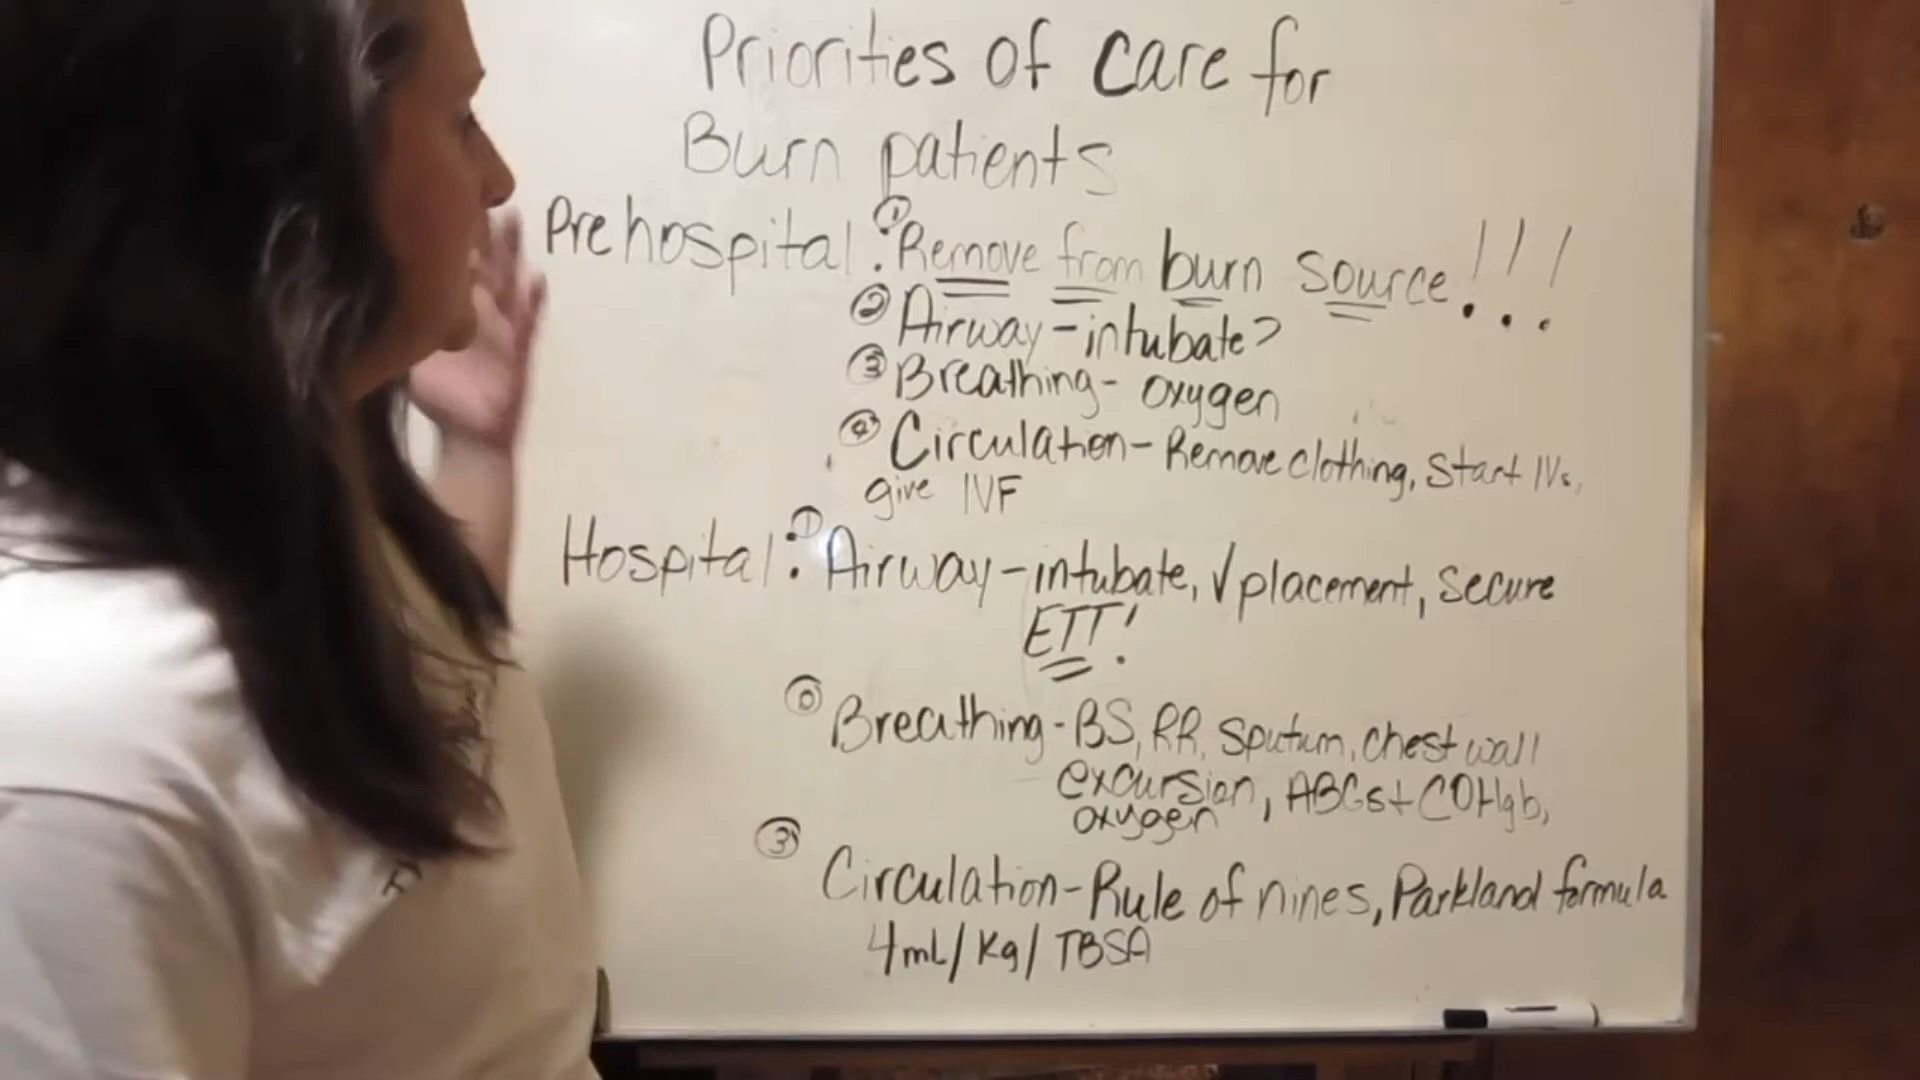 Priorities of care for
Burn patients
Prehospital: ① Remove from burn source!!!
② Airway - intubate?
③ Breathing - oxygen
④ Circulation - Remove clothing, Start IVs,
give IVF
Hospital: ① Airway - intubate, √ placement, secure
ETT!
② Breathing - BS, RR, Sputum, chest wall
excursion, ABGs + COHgb,
oxygen
③ Circulation - Rule of nines, Parkland formula
4mL/Kg/TBSA